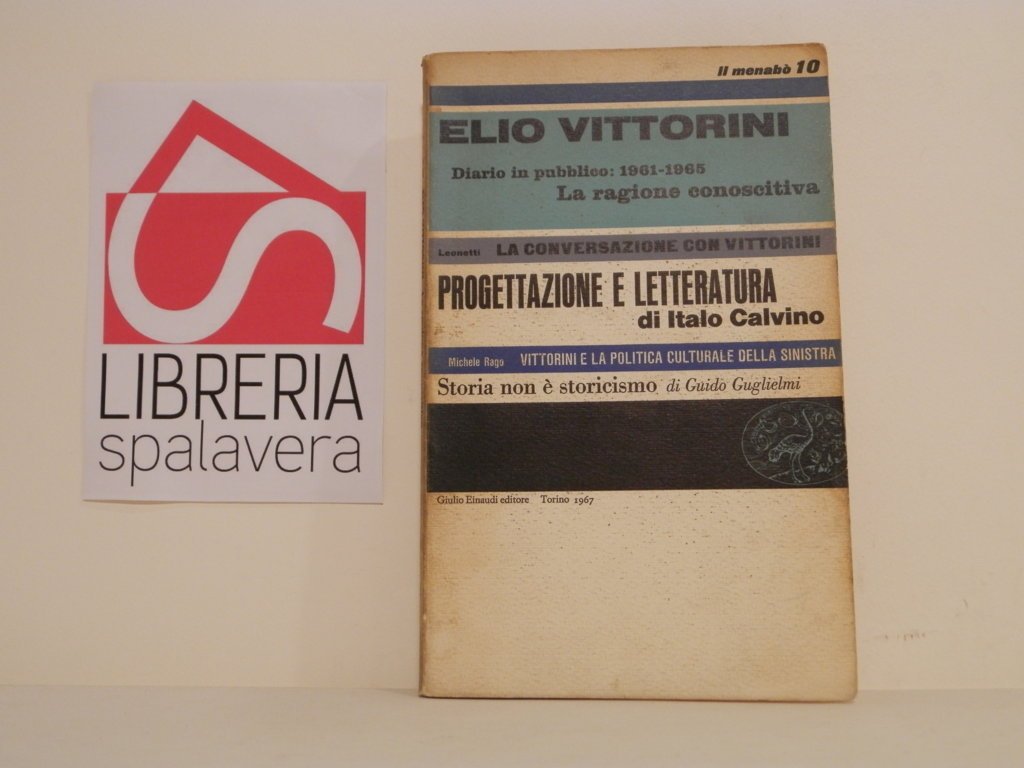 LIBRERIA
spalavera
Il menabò 10
ELIO VITTORINI
Diario in pubblico: 1961-1965
La ragione conoscitiva
Leonetti LA CONVERSAZIONE CON VITTORINI
PROGETTAZIONE E LETTERATURA
di Italo Calvino
Michele Rago VITTORINI E LA POLITICA CULTURALE DELLA SINISTRA
Storia non è storicismo di Guido Guglielmi
Giulio Einaudi editore Torino 1967